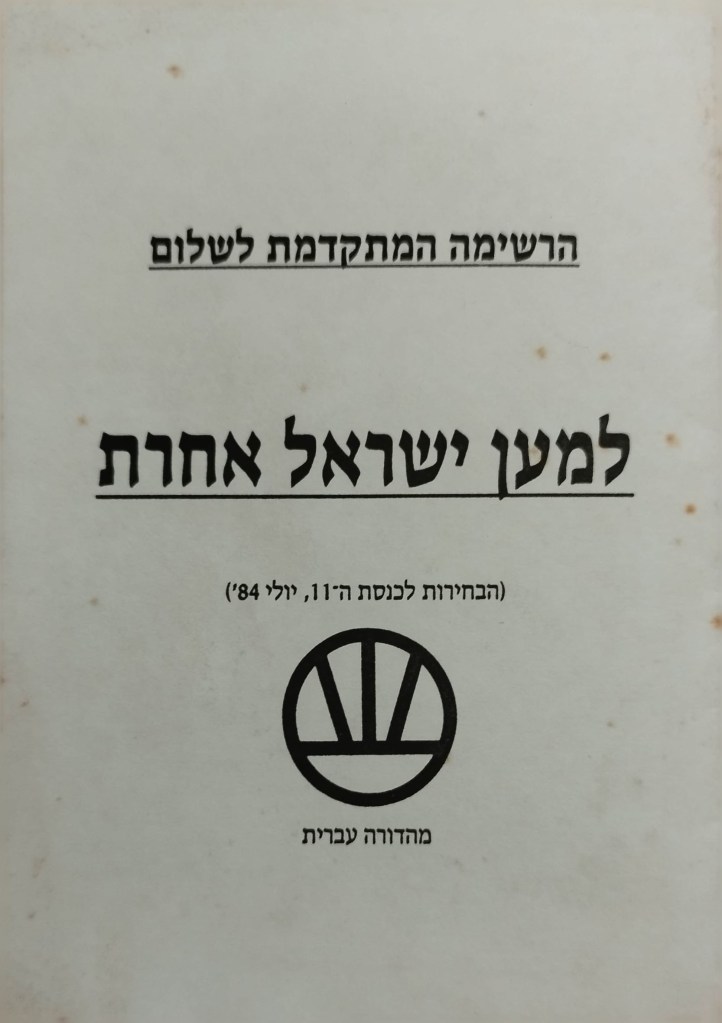 הרשימה המתקדמת לשלום
למען ישראל אחרת
(הבחירות לכנסת ה־11, יולי 84')
מהדורה עברית